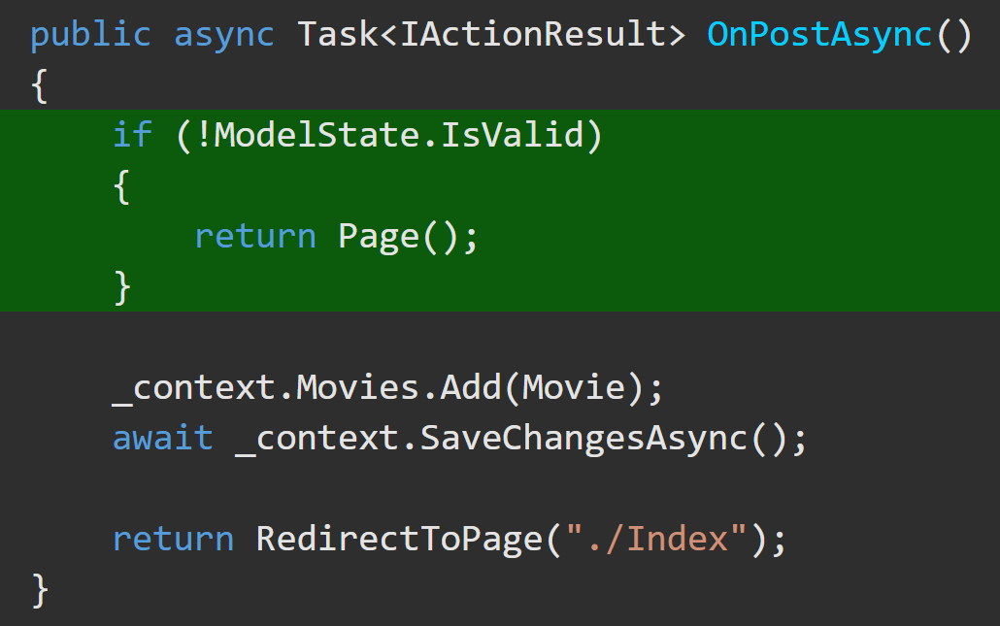 public async Task<IActionResult> OnPostAsync()
{
    if (!ModelState.IsValid)
    {
        return Page();
    }

    _context.Movies.Add(Movie);
    await _context.SaveChangesAsync();

    return RedirectToPage("./Index");
}